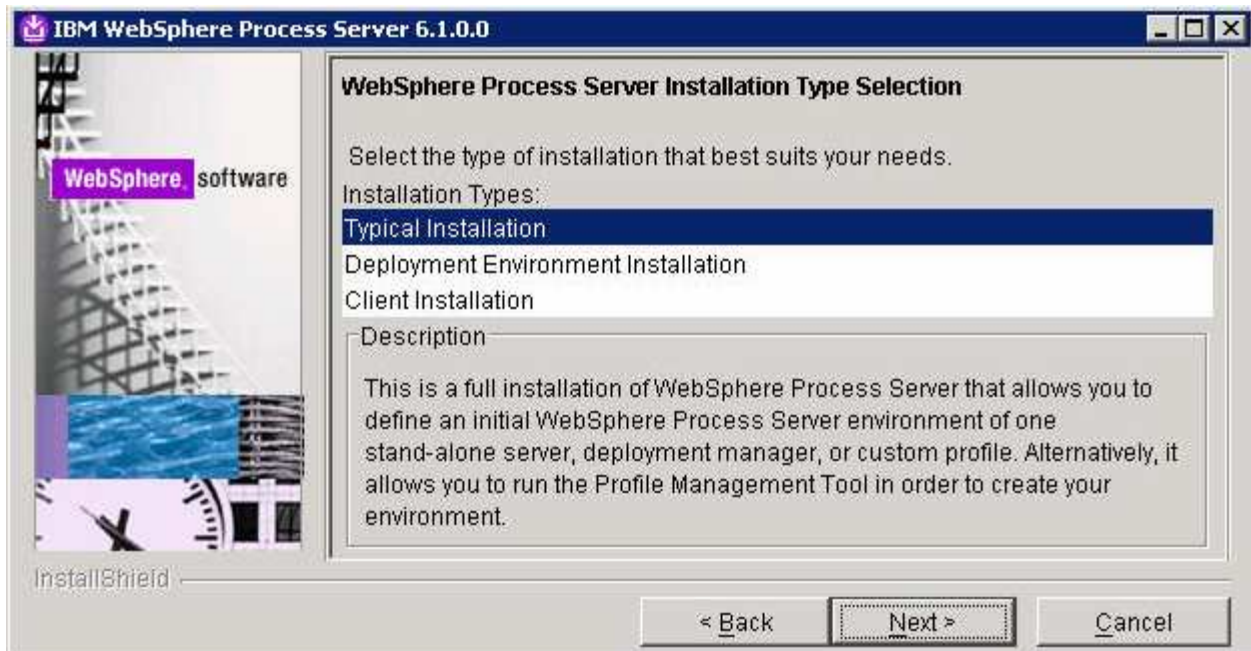 IBM WebSphere Process Server 6.1.0.0
WebSphere. software
WebSphere Process Server Installation Type Selection
Select the type of installation that best suits your needs.
Installation Types:
Typical Installation
Deployment Environment Installation
Client Installation
Description
This is a full installation of WebSphere Process Server that allows you to
define an initial WebSphere Process Server environment of one
stand-alone server, deployment manager, or custom profile. Alternatively, it
allows you to run the Profile Management Tool in order to create your
environment.
InstallShield
< Back
Next >
Cancel